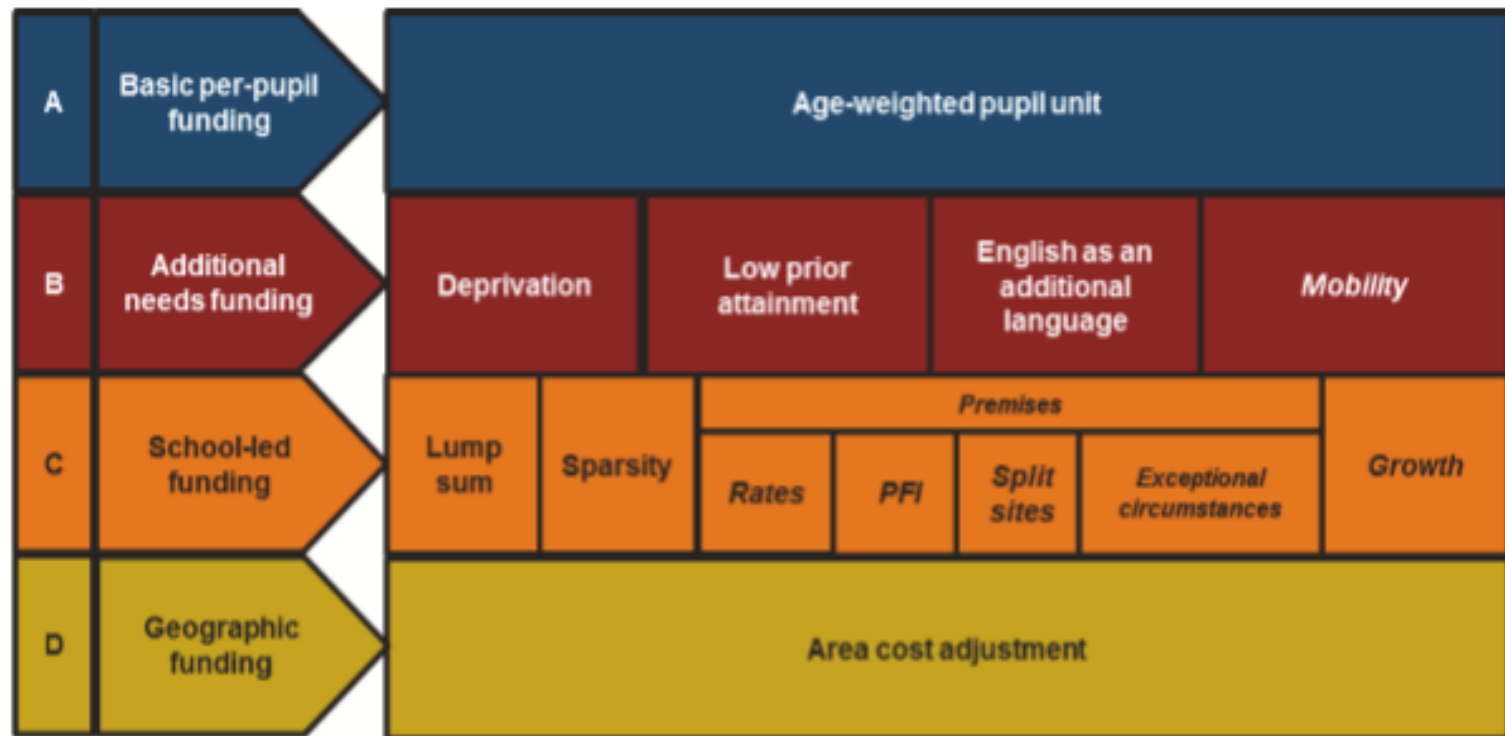 A
Basic per-pupil
funding
Age-weighted pupil unit
B
Additional
needs funding
Deprivation
Low prior
attainment
English as an
additional
language
Mobility
C
School-led
funding
Lump
sum
Sparsity
Premises
Rates
PFI
Split
sites
Exceptional
circumstances
Growth
D
Geographic
funding
Area cost adjustment